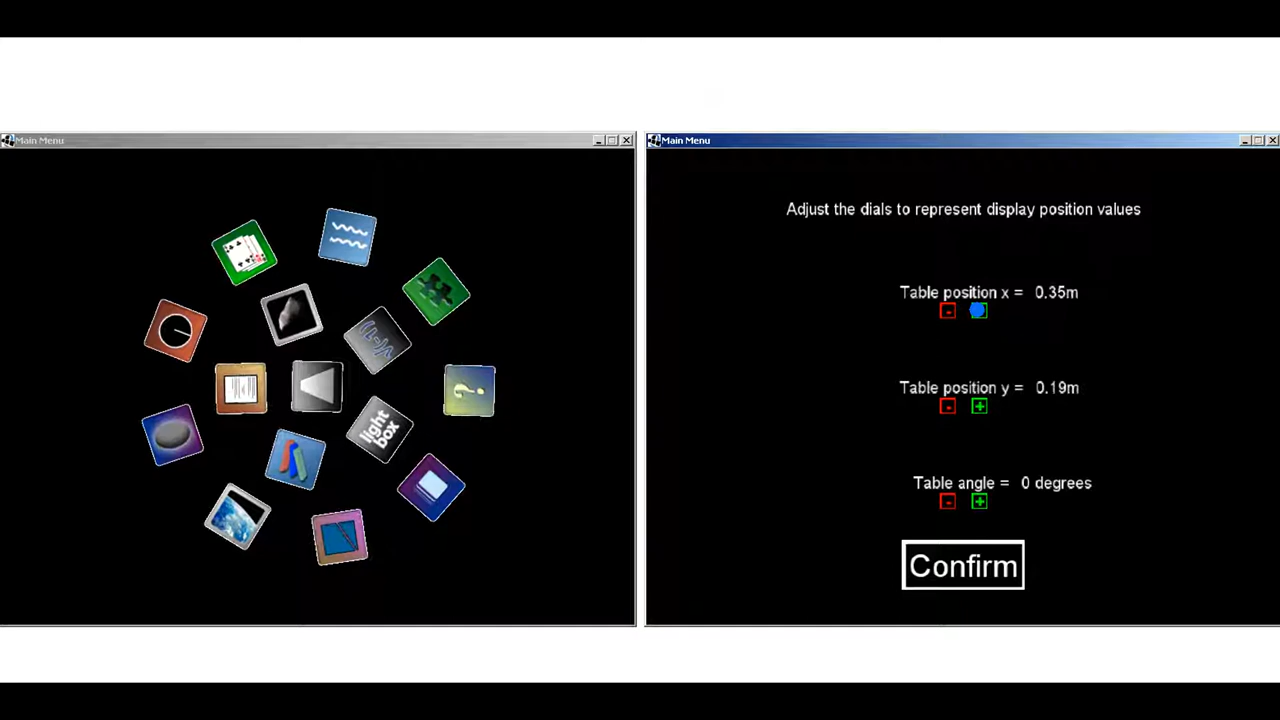 Main Menu
light
box
?
Main Menu
Adjust the dials to represent display position values
Table position x = 0.35m
-
Table position y = 0.19m
- +
Table angle = 0 degrees
- +
Confirm